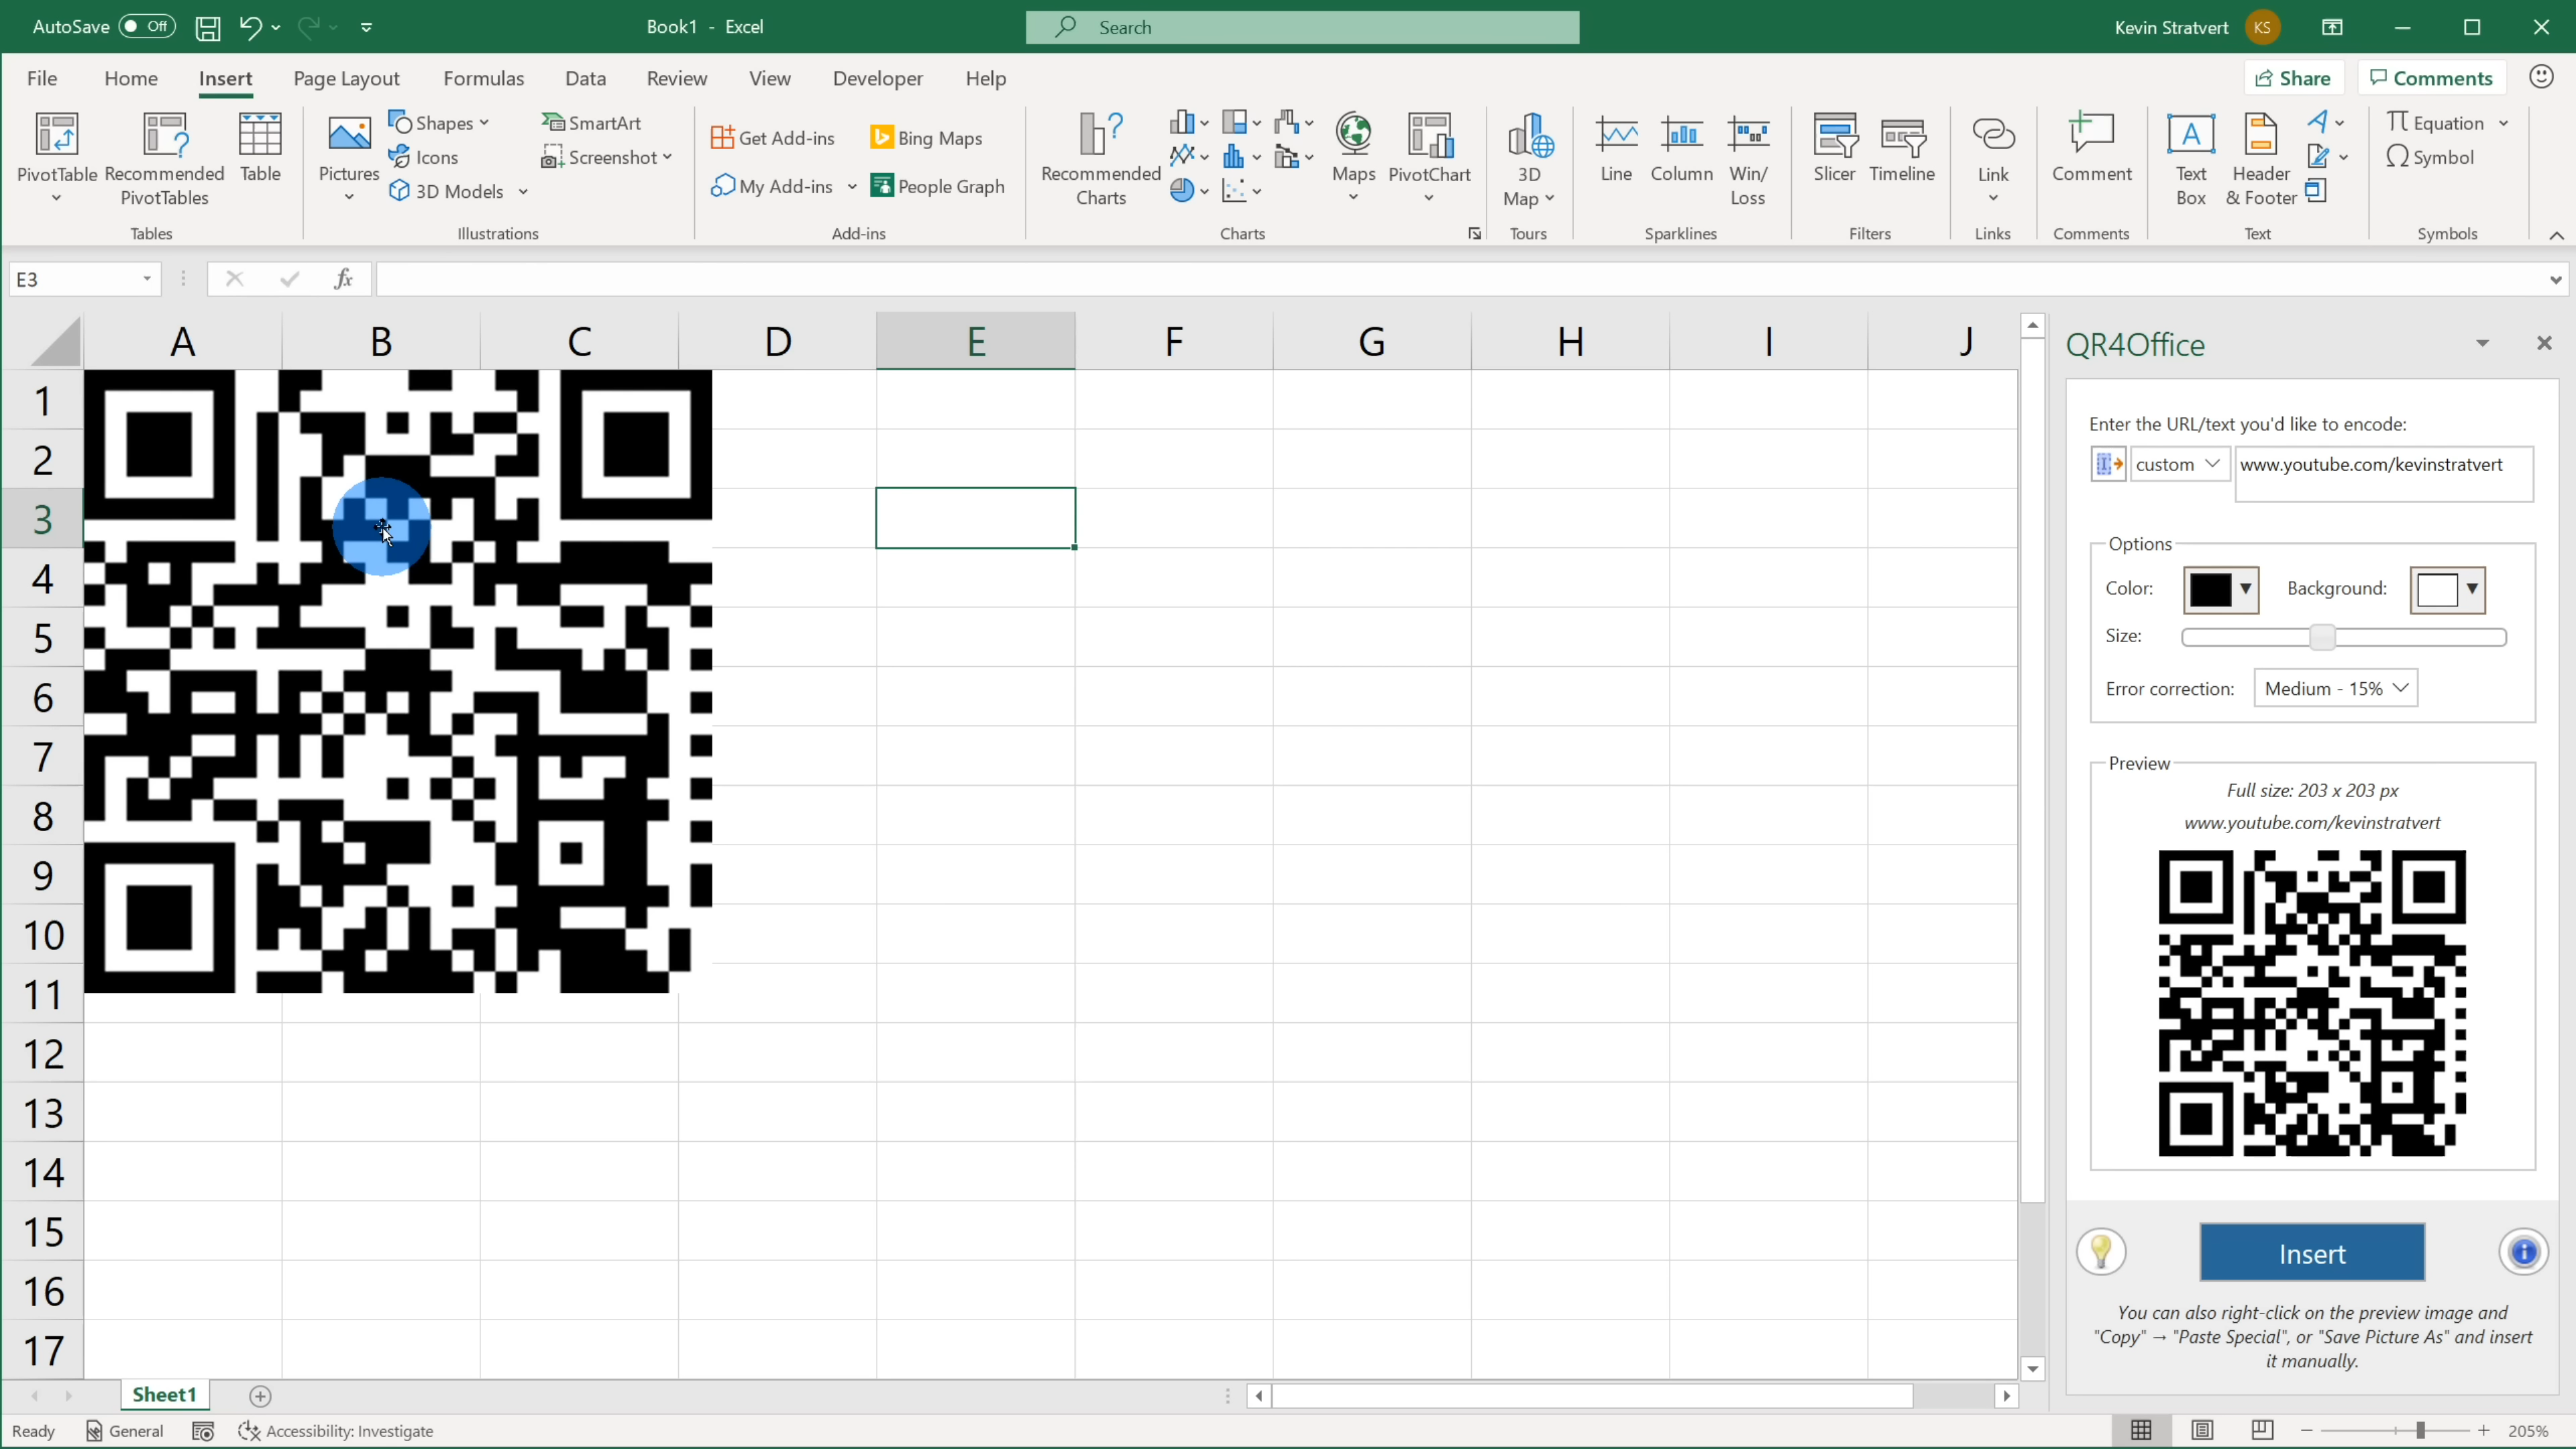 AutoSave Off Book1 - Excel Search Kevin Stratvert KS
File Home Insert Page Layout Formulas Data Review View Developer Help Share Comments
PivotTable
Recommended
PivotTables
Table
Tables
Pictures
Shapes
Icons
3D Models
SmartArt
Screenshot
Illustrations
Get Add-ins
My Add-ins
Bing Maps
People Graph
Add-ins
Recommended
Charts
Maps
PivotChart
Charts
3D
Map
Tours
Line
Column
Win/
Loss
Sparklines
Slicer
Timeline
Filters
Link
Links
Comment
Comments
Text
Box
Header
& Footer
Text
Equation
Symbol
Symbols
E3 fx
A B C D E F G H I J
1
2
3
4
5
6
7
8
9
10
11
12
13
14
15
16
17
QR4Office
Enter the URL/text you'd like to encode:
custom www.youtube.com/kevinstratvert
Options
Color: Background:
Size:
Error correction: Medium - 15%
Preview
Full size: 203 x 203 px
www.youtube.com/kevinstratvert
Insert
You can also right-click on the preview image and
"Copy" → "Paste Special", or "Save Picture As" and insert
it manually.
Sheet1
Ready General Accessibility: Investigate 205%